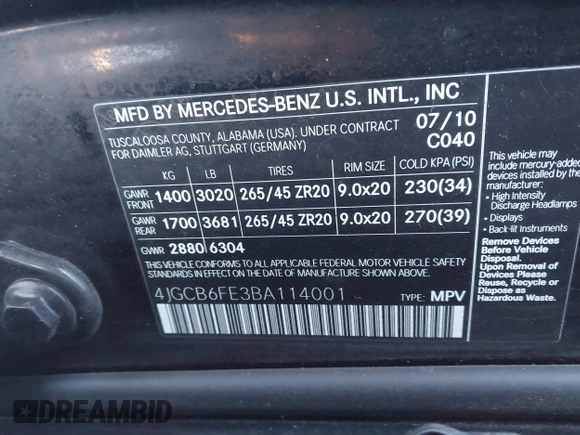 MFD BY MERCEDES-BENZ U.S. INTL., INC
TUSCALOOSA COUNTY, ALABAMA (USA). UNDER CONTRACT 07/10
FOR DAIMLER AG, STUTTGART (GERMANY) C040
KG LB TIRES RIM SIZE COLD KPA (PSI)
GAWR FRONT 1400 3020 265/45 ZR20 9.0x20 230(34)
GAWR REAR 1700 3681 265/45 ZR20 9.0x20 270(39)
GWR 2880 6304
THIS VEHICLE CONFORMS TO ALL APPLICABLE FEDERAL MOTOR VEHICLE SAFETY
STANDARDS IN EFFECT ON THE DATE OF MANUFACTURE SHOWN ABOVE.
4JGCB6FE3BA114001 TYPE: MPV
This vehicle may
include mercury-added
devices installed by the
manufacturer:
• High Intensity
Discharge Headlamps
• Displays
• Back-lit Instruments
Remove Devices
Before Vehicle
Disposal.
Upon Removal
of Devices Please
Reuse, Recycle or
Dispose as
Hazardous Waste.
DREAMBID